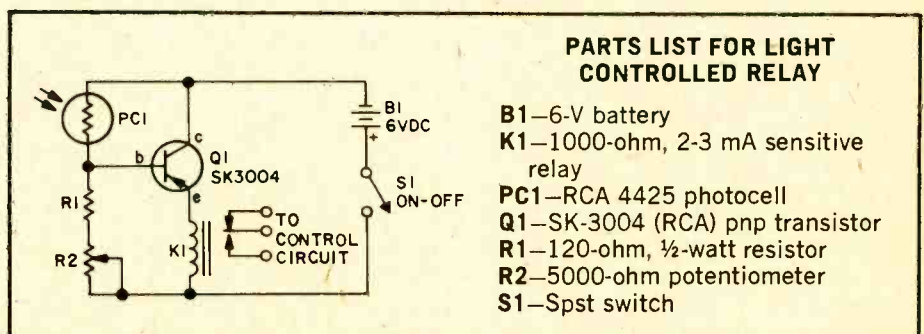 PARTS LIST FOR LIGHT
CONTROLLED RELAY
B1—6-V battery
K1—1000-ohm, 2-3 mA sensitive
relay
PC1—RCA 4425 photocell
Q1—SK-3004 (RCA) pnp transistor
R1—120-ohm, ½-watt resistor
R2—5000-ohm potentiometer
S1—Spst switch
PC1
b
c
Q1
SK3004
e
R1
R2
K1
TO
CONTROL
CIRCUIT
B1
6VDC
+
S1
ON-OFF